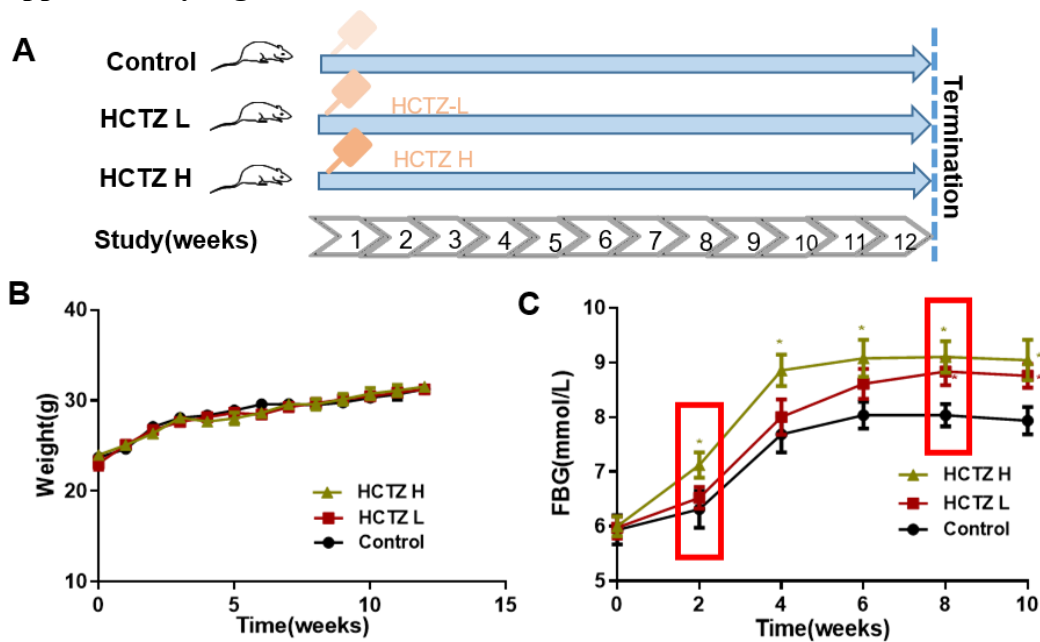 A
Control
HCTZ L
HCTZ-L
HCTZ H
HCTZ H
Termination
Study(weeks)
1 2 3 4 5 6 7 8 9 10 11 12
B
Weight(g)
40
30
20
10
0 5 10 15
Time(weeks)
HCTZ H
HCTZ L
Control
C
FBG(mmol/L)
10
9
8
7
6
5
0 2 4 6 8 10
Time(weeks)
* * * * * * *
HCTZ H
HCTZ L
Control